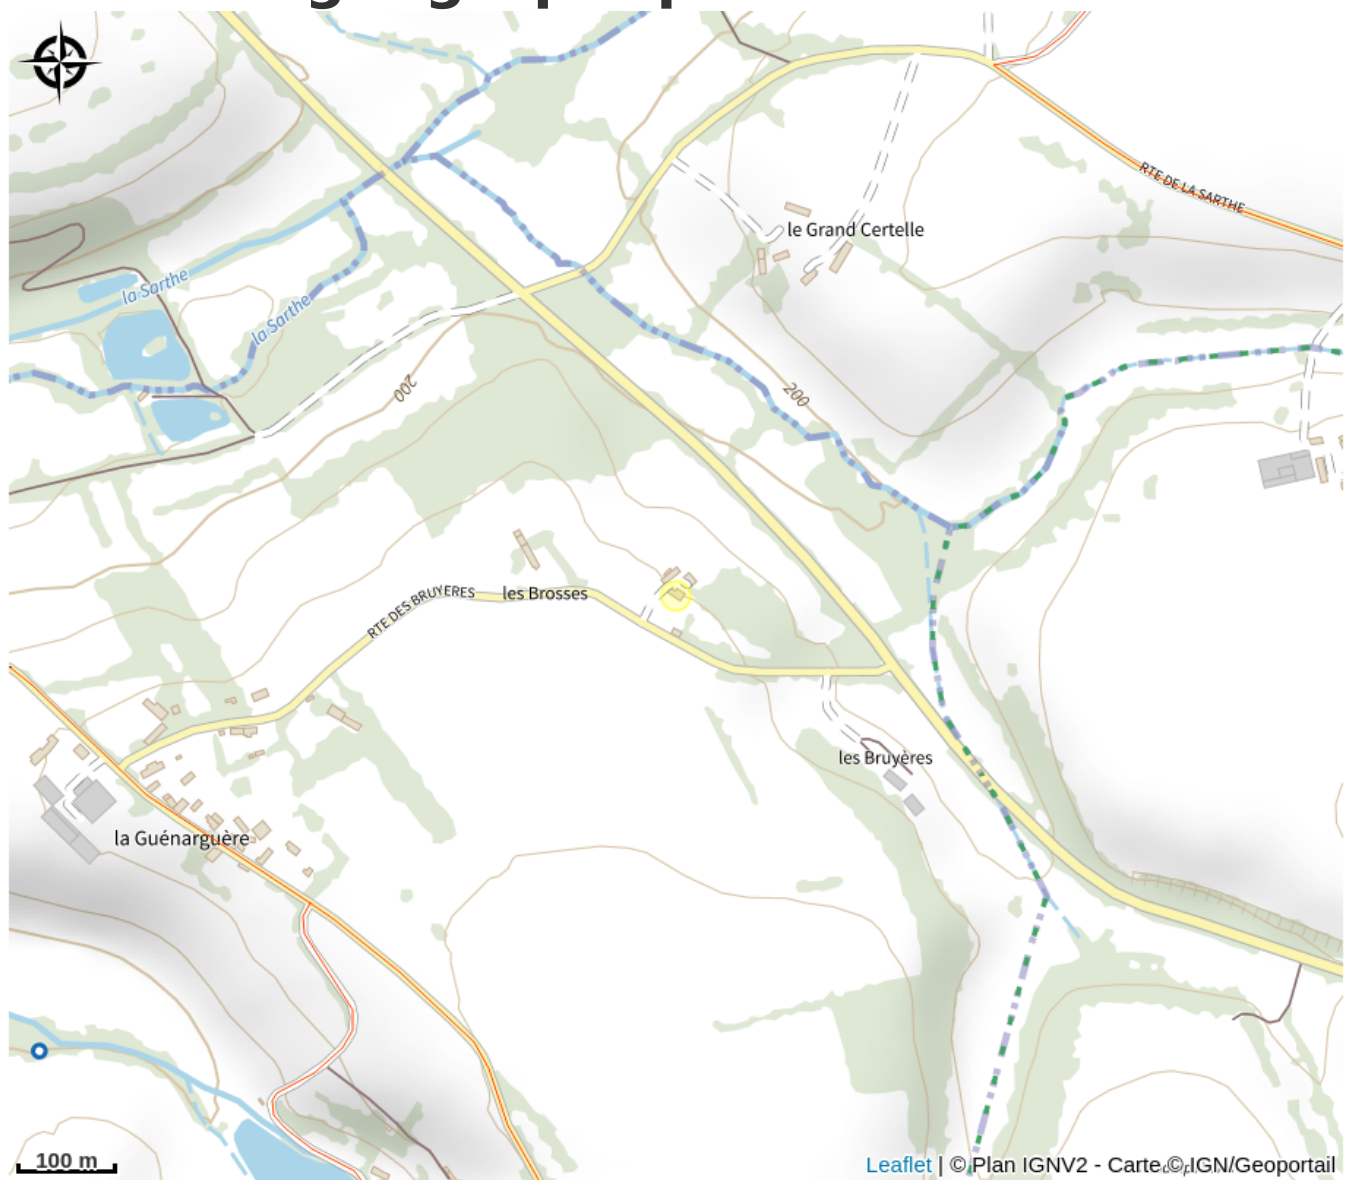 RTE DE LA SARTHE
le Grand Certelle
la Sarthe
la Sarthe
200
200
les Brosses
RTE DES BRUYERES
les Bruyères
la Guénarguère
100 m
Leaflet | © Plan IGNV2 - Carte © IGN/Geoportail